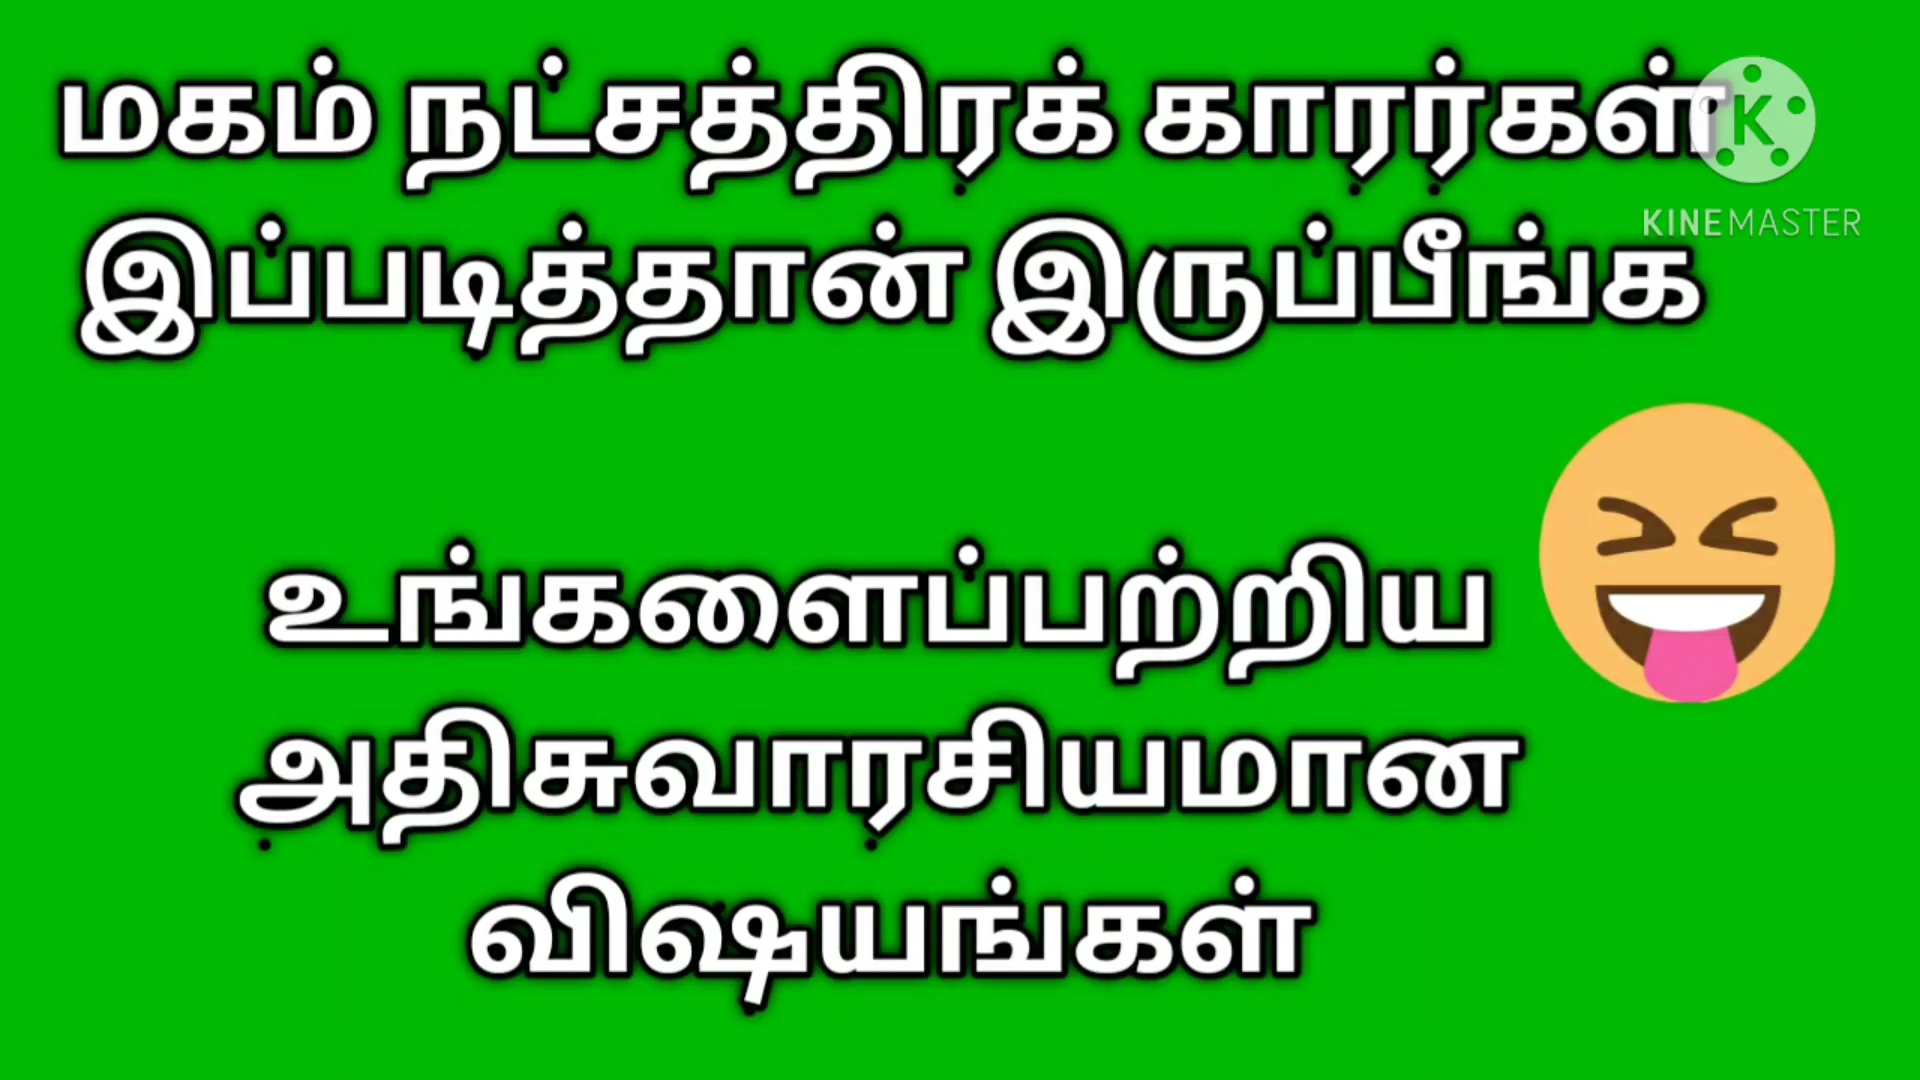 மகம் நட்சத்திரக் காரர்கள்
இப்படித்தான் இருப்பீங்க
உங்களைப்பற்றிய
அதிசுவாரசியமான
விஷயங்கள்
K
KINEMASTER